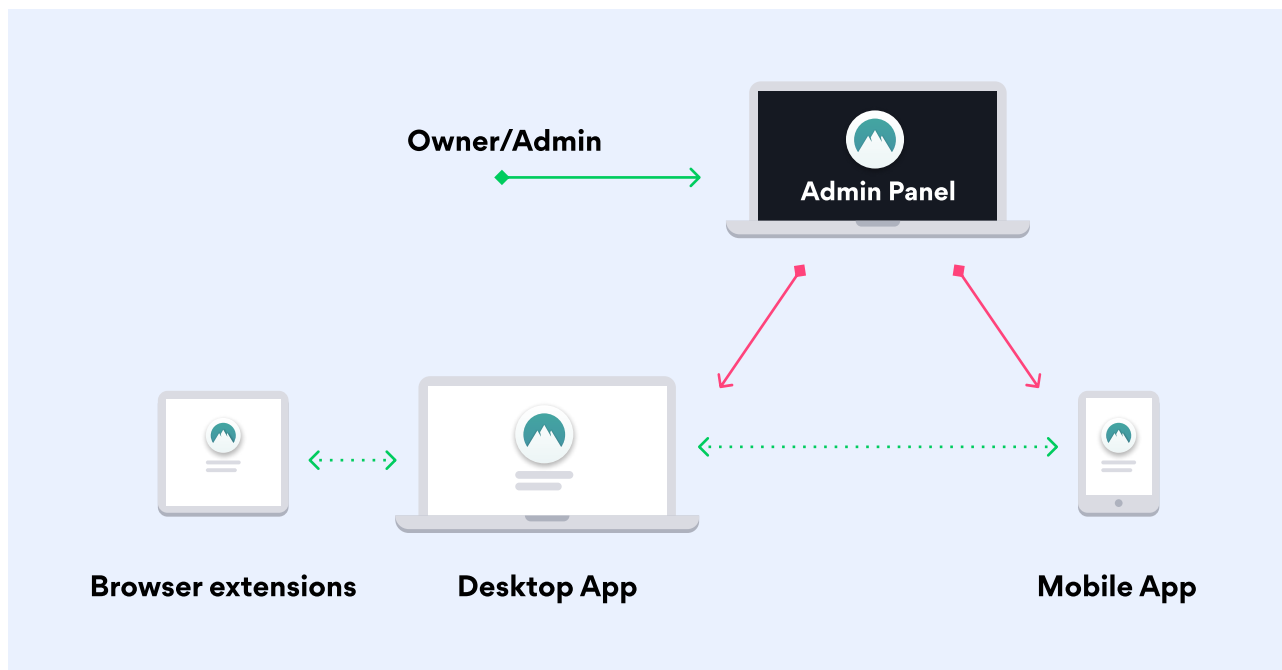 Owner/Admin
Admin Panel
Browser extensions
Desktop App
Mobile App